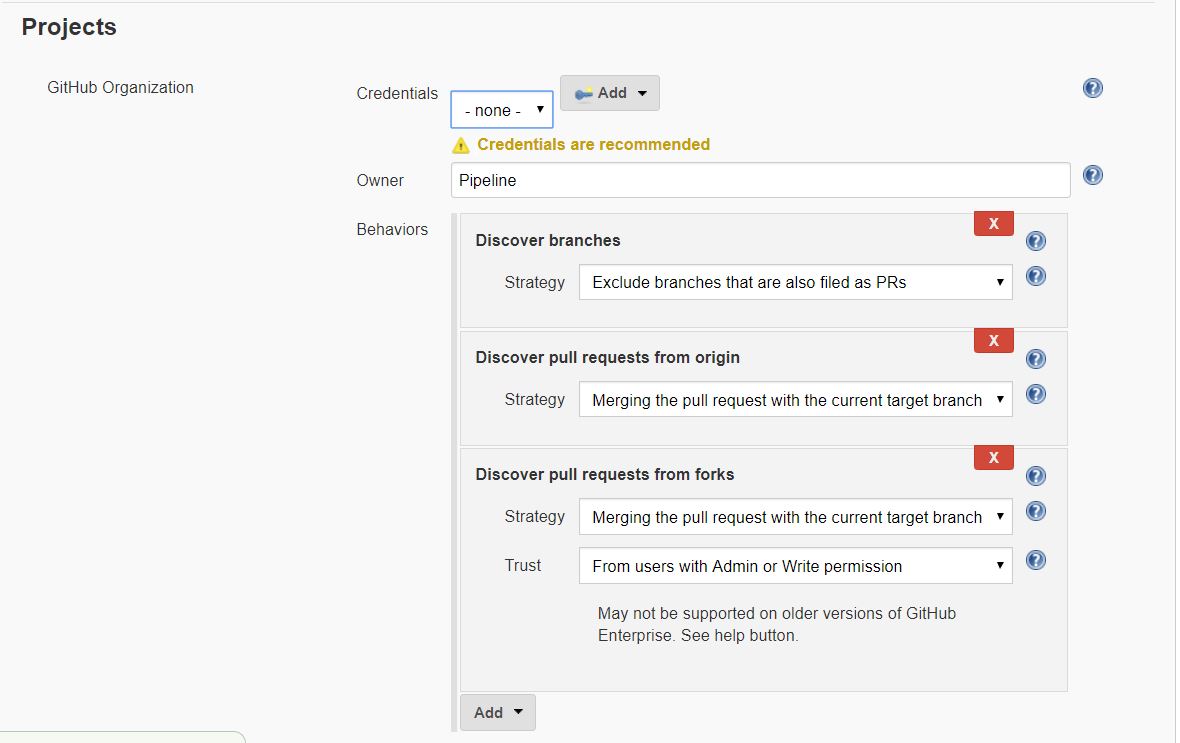 Projects
GitHub Organization
Credentials
- none -
Add
Credentials are recommended
Owner
Pipeline
Behaviors
X
Discover branches
Strategy
Exclude branches that are also filed as PRs
X
Discover pull requests from origin
Strategy
Merging the pull request with the current target branch
X
Discover pull requests from forks
Strategy
Merging the pull request with the current target branch
Trust
From users with Admin or Write permission
May not be supported on older versions of GitHub
Enterprise. See help button.
Add